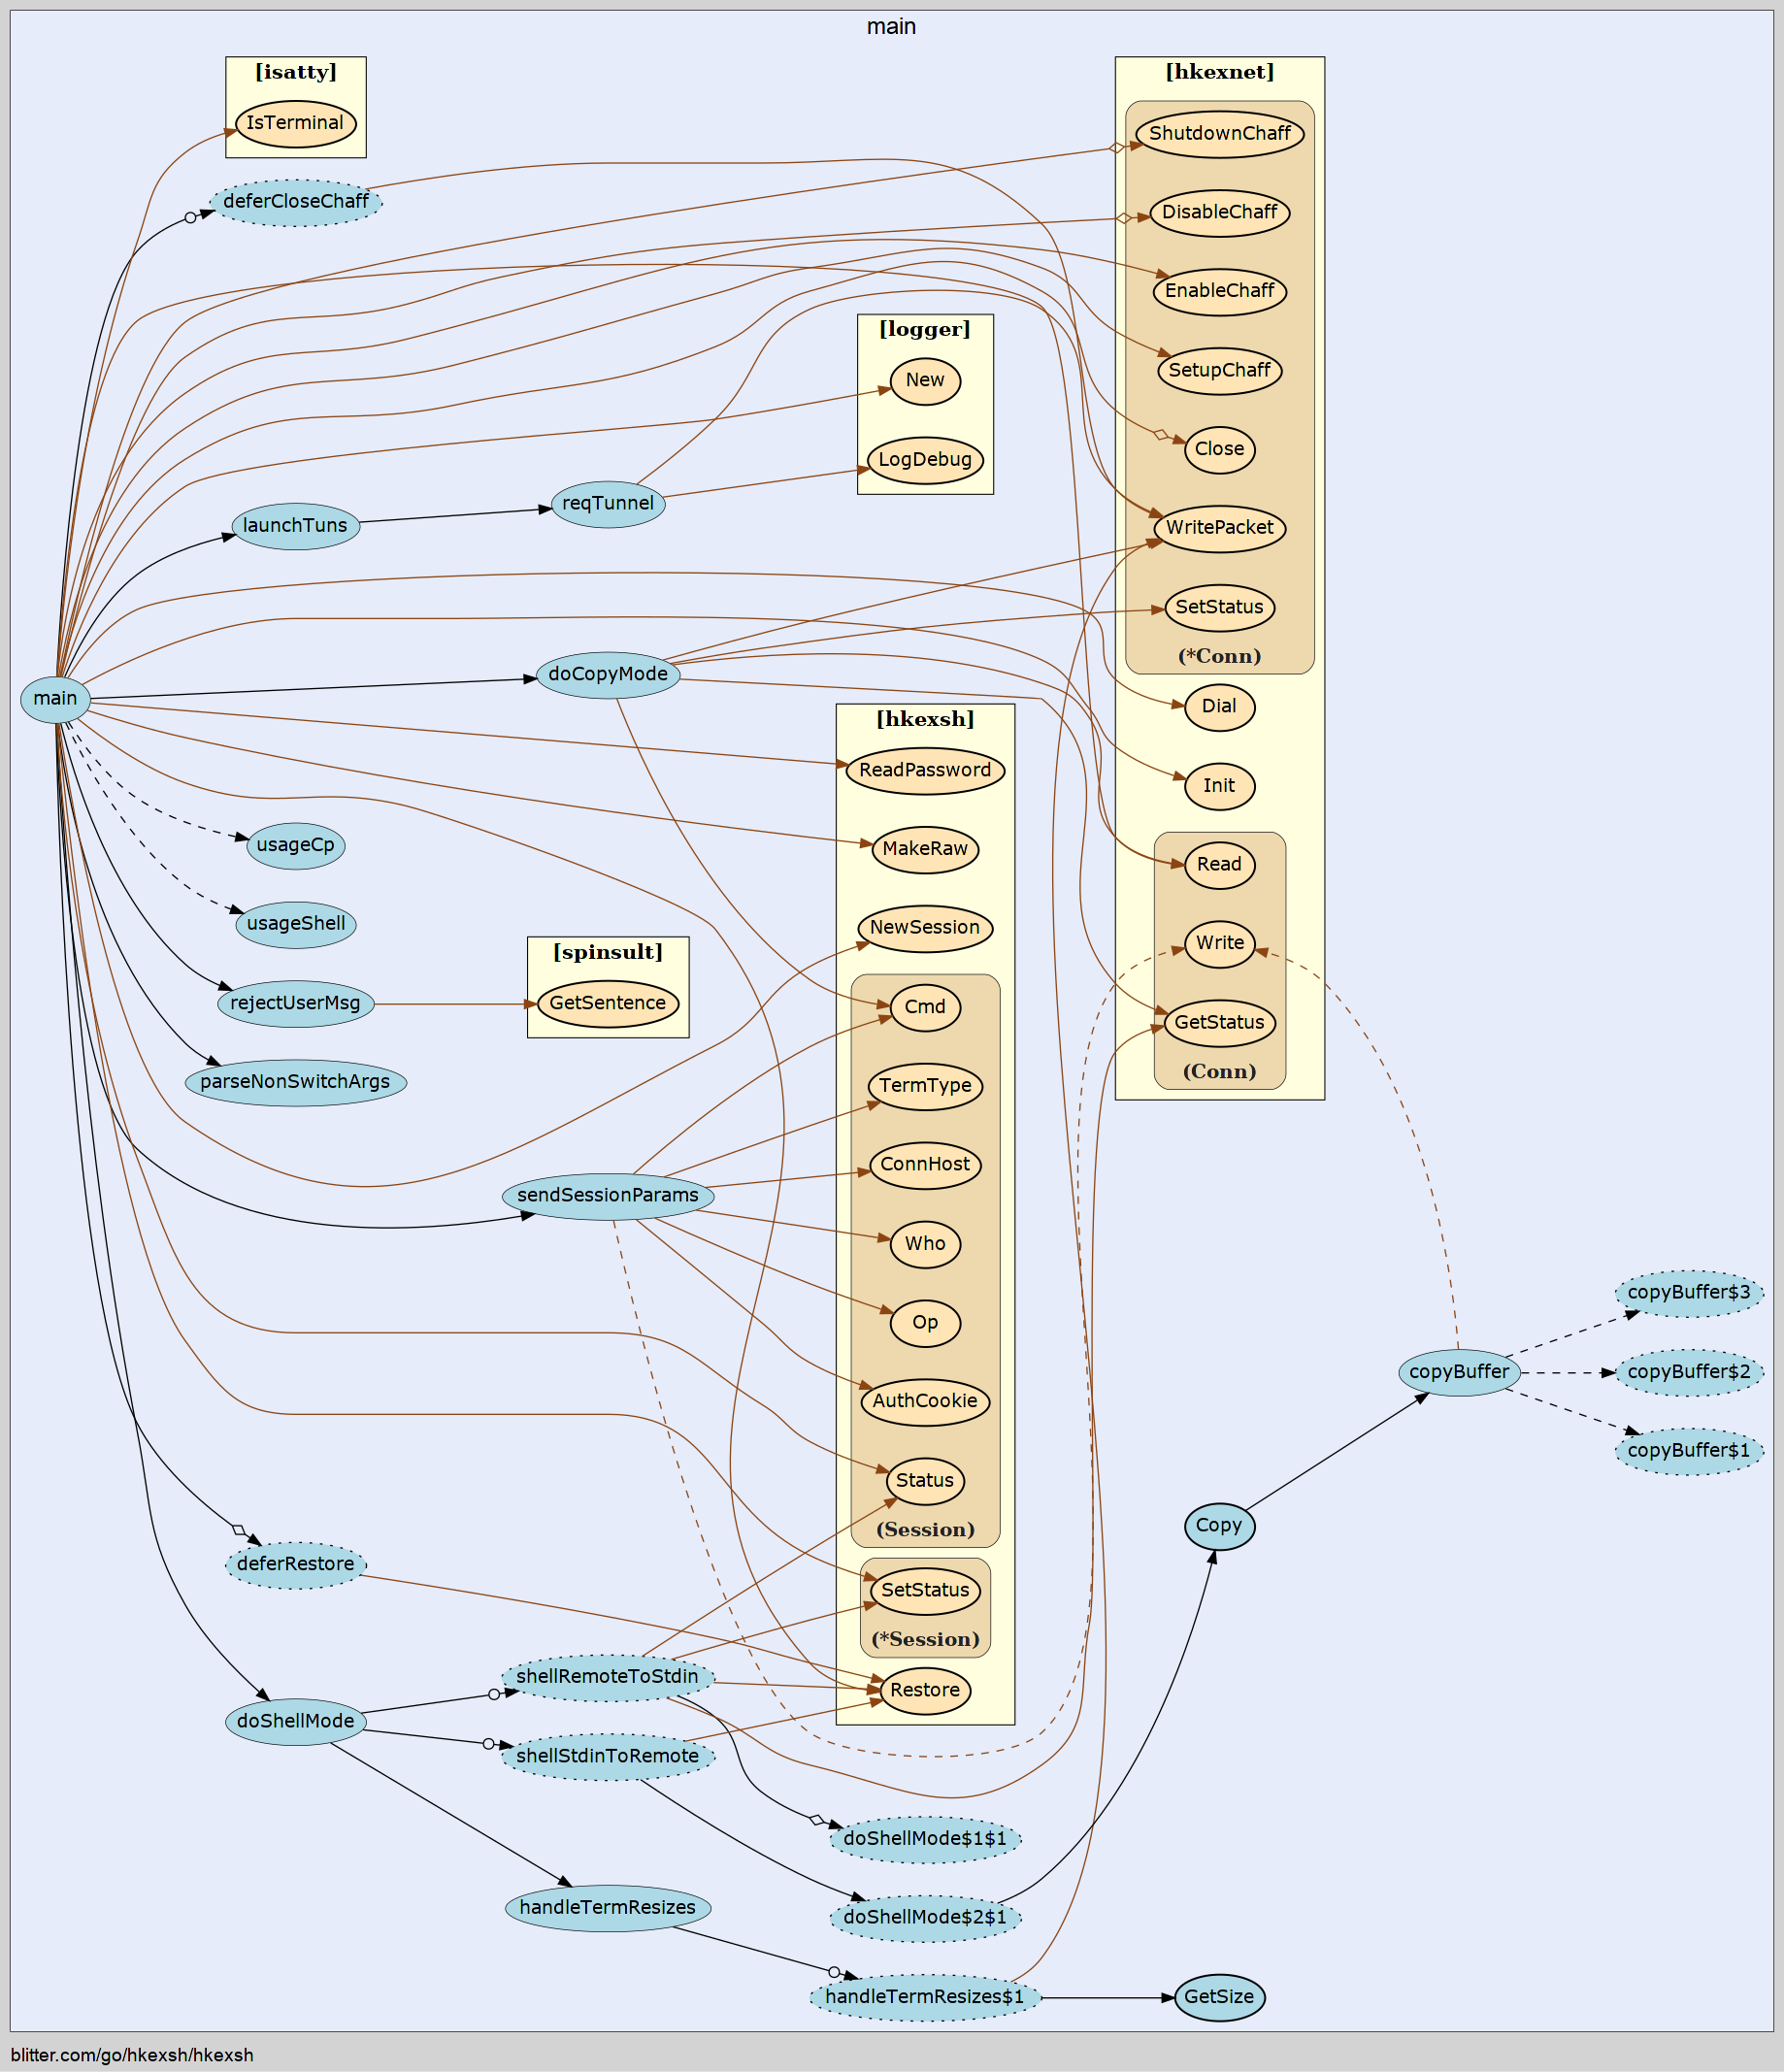 main
[isatty]
IsTerminal
deferCloseChaff
[hkexnet]
ShutdownChaff
DisableChaff
EnableChaff
SetupChaff
Close
WritePacket
SetStatus
(*Conn)
Dial
Init
Read
Write
GetStatus
(Conn)
[logger]
New
LogDebug
launchTuns
reqTunnel
main
doCopyMode
[hkexsh]
ReadPassword
MakeRaw
NewSession
Cmd
TermType
ConnHost
Who
Op
AuthCookie
Status
(Session)
SetStatus
(*Session)
Restore
usageCp
usageShell
rejectUserMsg
[spinsult]
GetSentence
parseNonSwitchArgs
sendSessionParams
copyBuffer$3
copyBuffer
copyBuffer$2
copyBuffer$1
Copy
deferRestore
shellRemoteToStdin
doShellMode
shellStdinToRemote
doShellMode$1$1
handleTermResizes
doShellMode$2$1
handleTermResizes$1
GetSize
blitter.com/go/hkexsh/hkexsh